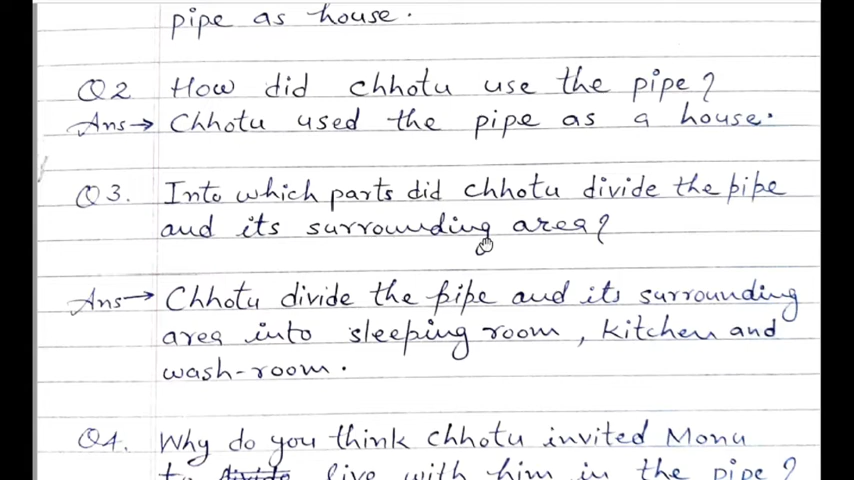 pipe as house.
Q2 How did chhotu use the pipe?
Ans→ Chhotu used the pipe as a house.
Q3. Into which parts did chhotu divide the pipe
and its surrounding area?
Ans→ Chhotu divide the pipe and its surrounding
area into sleeping room, kitchen and
wash-room.
Q4. Why do you think chhotu invited Monu
to divide live with him in the pipe?